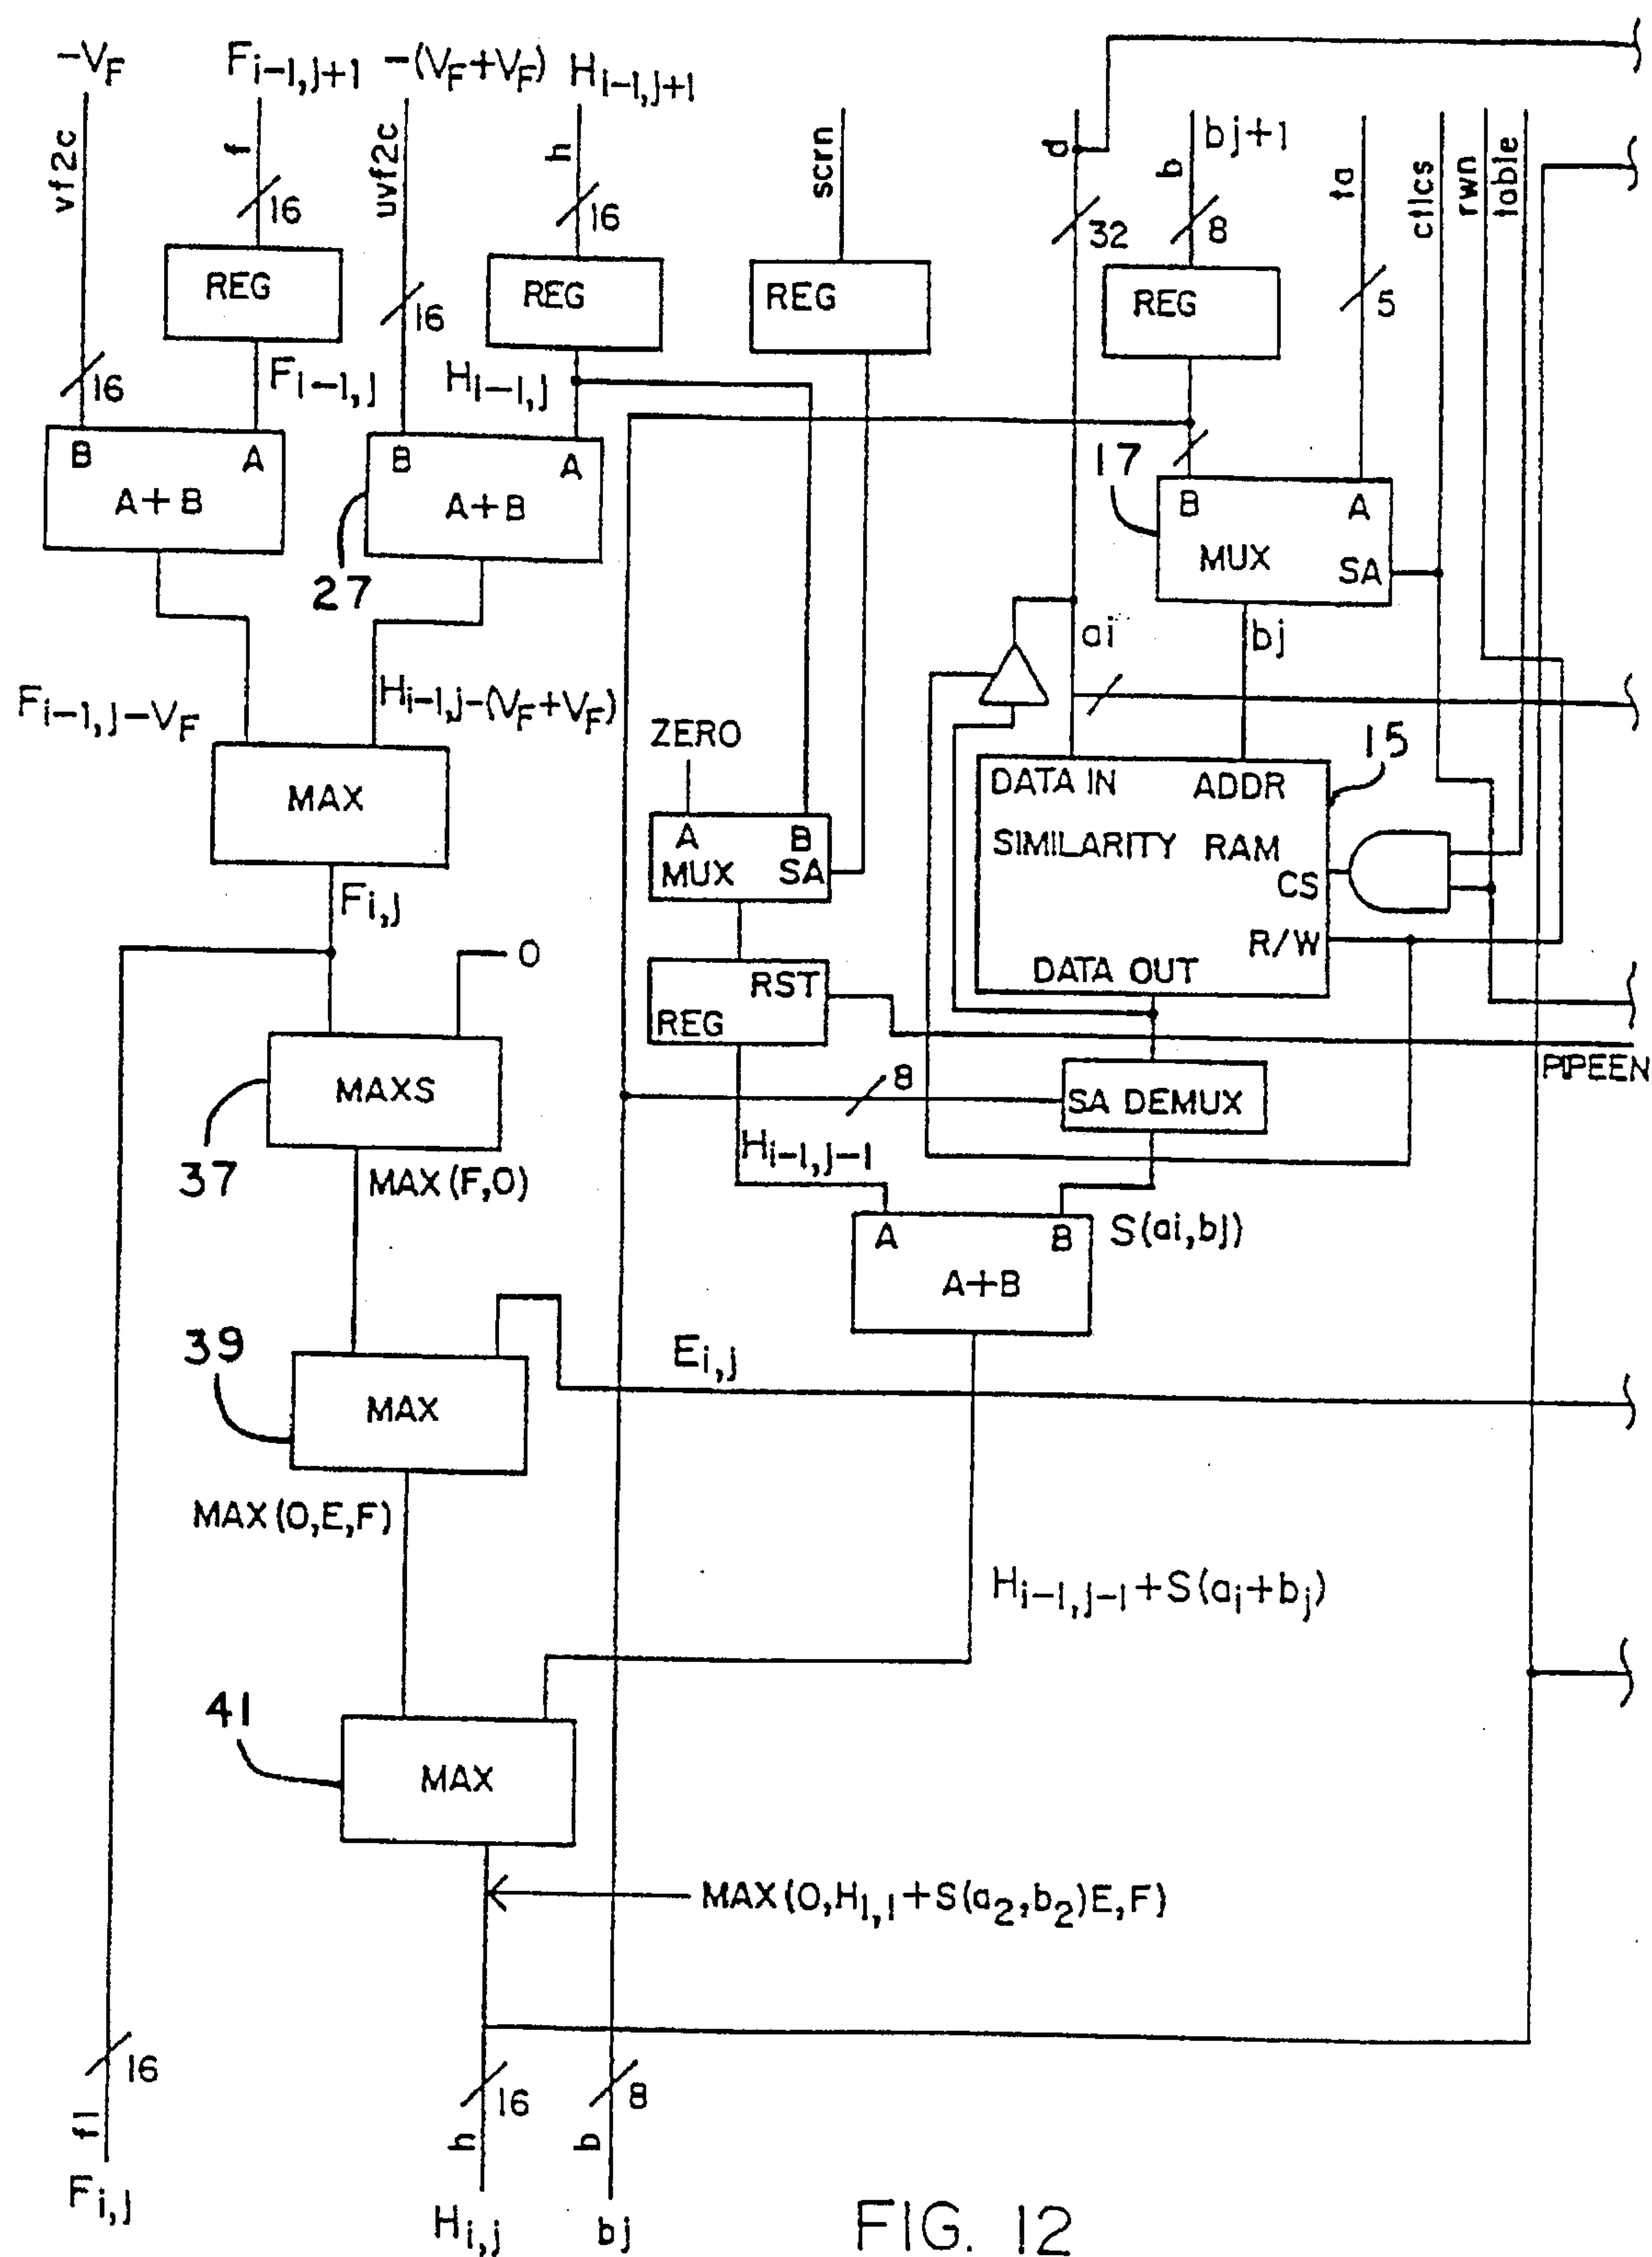 -VF
Fi-1,j+1
-(VF+VF)
Hi-1,j+1
vf2c
f
uvf2c
h
scrn
d
b
bj+1
ta
ctlcs
rwn
table
16
16
16
16
32
8
5
REG
REG
REG
REG
Fi-1,j
Hi-1,j
B A
A+B
B A
A+B
27
17
B A
MUX
SA
ai
bj
Fi-1,j-VF
Hi-1,j-(VF+VF)
ZERO
15
MAX
A B
MUX SA
DATA IN ADDR
SIMILARITY RAM
CS
R/W
DATA OUT
Fi,j
0
RST
REG
PIPEEN
MAXS
37
8
SA DEMUX
MAX(F,0)
Hi-1,j-1
A B
A+B
S(ai,bj)
39
MAX
Ei,j
MAX(0,E,F)
Hi-1,j-1+S(ai+bj)
41
MAX
MAX(0,H1,1+S(a2,b2)E,F)
16
16
8
f1
h
b
Fi,j
Hi,j
bj
FIG. 12